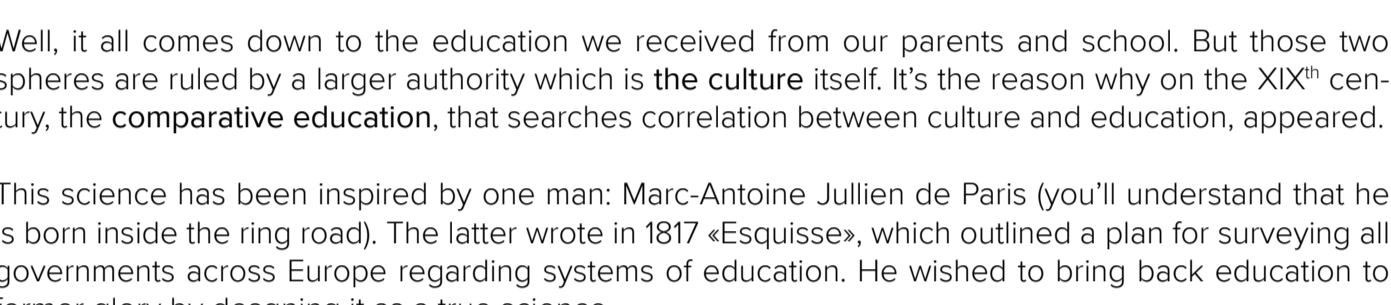 Well, it all comes down to the education we received from our parents and school. But those two
spheres are ruled by a larger authority which is the culture itself. It’s the reason why on the XIXth cen-
tury, the comparative education, that searches correlation between culture and education, appeared.
This science has been inspired by one man: Marc-Antoine Jullien de Paris (you’ll understand that he
is born inside the ring road). The latter wrote in 1817 «Esquisse», which outlined a plan for surveying all
governments across Europe regarding systems of education. He wished to bring back education to